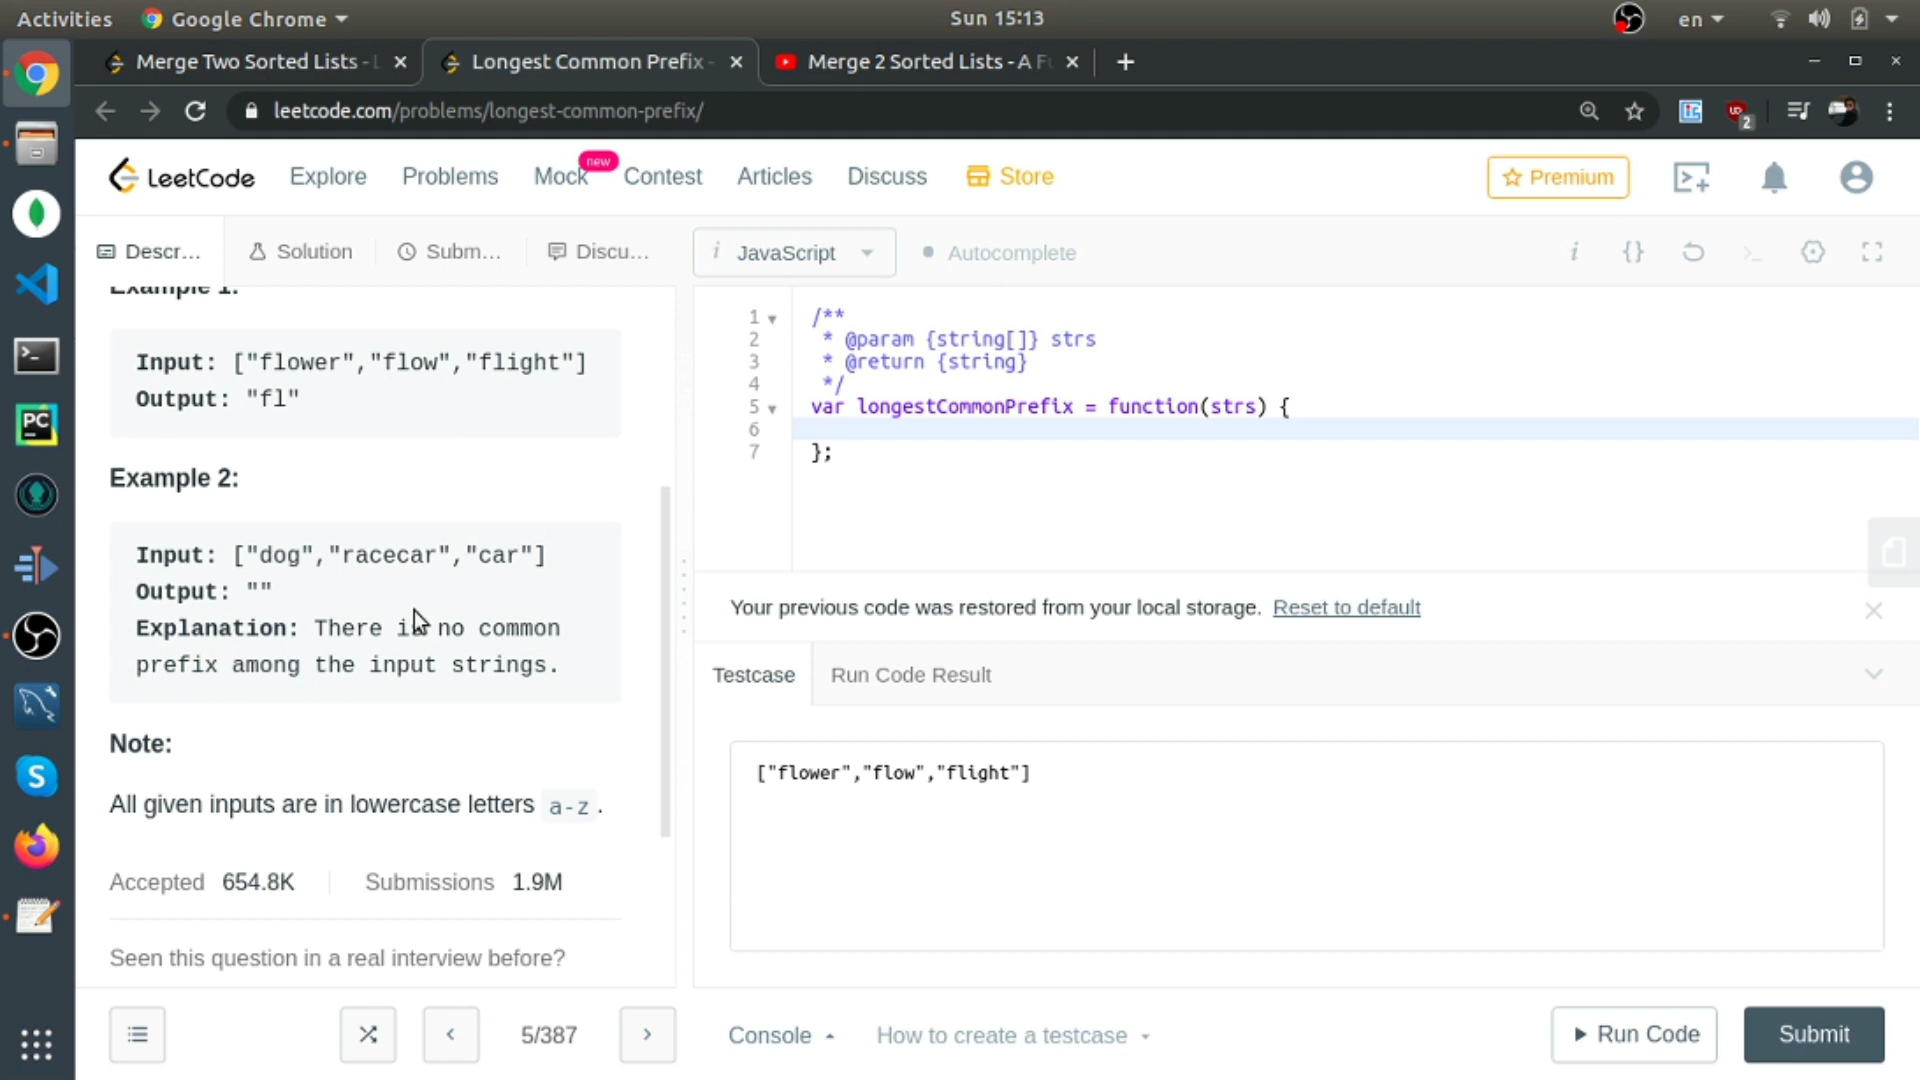 Activities
Google Chrome
Sun 15:13
en
Merge Two Sorted Lists - L
Longest Common Prefix -
Merge 2 Sorted Lists - A Fu
leetcode.com/problems/longest-common-prefix/
2
LeetCode
Explore
Problems
Mock
new
Contest
Articles
Discuss
Store
Premium
Descr...
Solution
Subm...
Discu...
i JavaScript
Autocomplete
Example 1:
Input: ["flower","flow","flight"]
Output: "fl"
Example 2:
Input: ["dog","racecar","car"]
Output: ""
Explanation: There is no common
prefix among the input strings.
Note:
All given inputs are in lowercase letters a-z.
Accepted 654.8K
Submissions 1.9M
Seen this question in a real interview before?
5/387
1 /**
2 * @param {string[]} strs
3 * @return {string}
4 */
5 var longestCommonPrefix = function(strs) {
6
7 };
Your previous code was restored from your local storage. Reset to default
Testcase
Run Code Result
["flower","flow","flight"]
Console
How to create a testcase
Run Code
Submit
PC
S